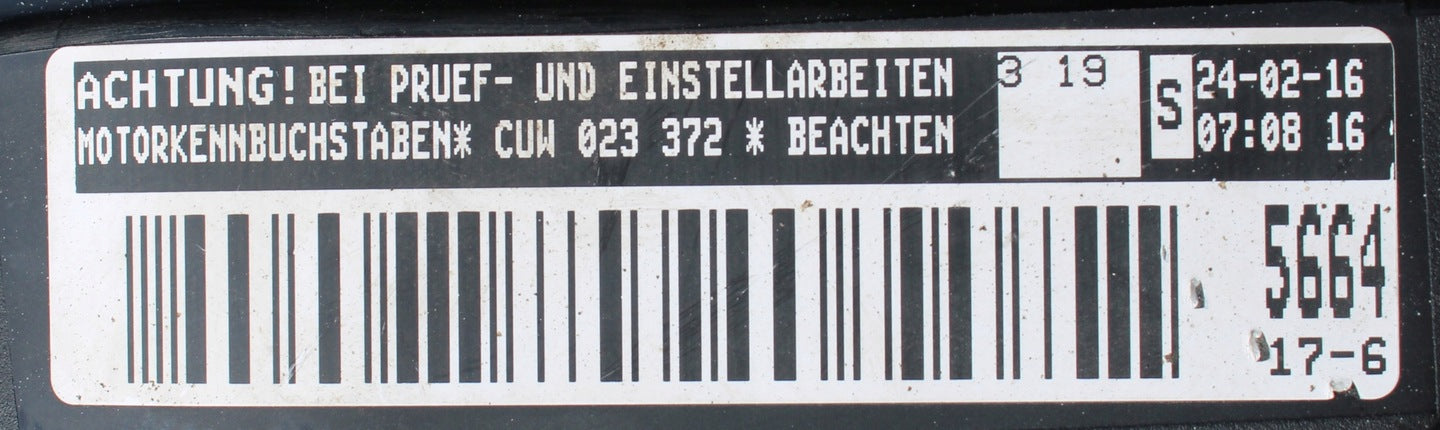 ACHTUNG! BEI PRUEF- UND EINSTELLARBEITEN
MOTORKENNBUCHSTABEN* CUW 023 372 * BEACHTEN
3 19
S
24-02-16
07:08 16
5664
17-6